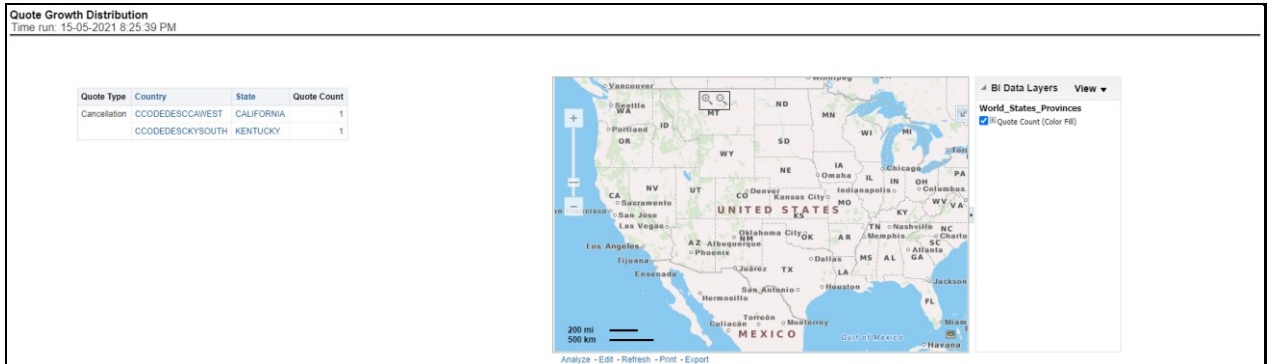 Quote Growth Distribution
Time run: 15-05-2021 8:25:39 PM
Quote Type Country State Quote Count
Cancellation CCODEDESCCAWEST CALIFORNIA 1
CCODEDESCKYSOUTH KENTUCKY 1
Winnipeg
Vancouver
Seattle
WA
MT
ND
MN
Portland
ID
OR
SD
WI
MI
WY
IA
Chicago
NE
Omaha
IL
IN
OH
PA
NV
UT
CO
Denver
Indianapolis
Columbus
CA
Sacramento
Kansas City
MO
WV
VA
cisco
San Jose
UNITED STATES
KS
KY
Las Vegas
TN
Nashville
NC
Oklahoma City
OK
AR
Memphis
Charlo
Los Angeles
AZ
Albuquerque
NM
SC
Atlanta
Phoenix
Dallas
MS
AL
GA
Tijuana
Juárez
TX
LA
Ensenada
Jackson
San Antonio
Houston
Hermosillo
FL
Torreón
Culiacán
Monterrey
Miam
MEXICO
Gulf of Mexico
Havana
200 mi
500 km
BI Data Layers View
World_States_Provinces
Quote Count (Color Fill)
Analyze - Edit - Refresh - Print - Export